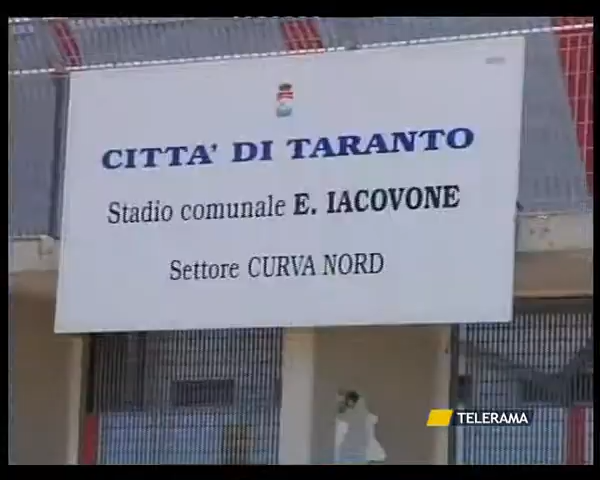 CITTA' DI TARANTO
Stadio comunale E. IACOVONE
Settore CURVA NORD
TELERAMA